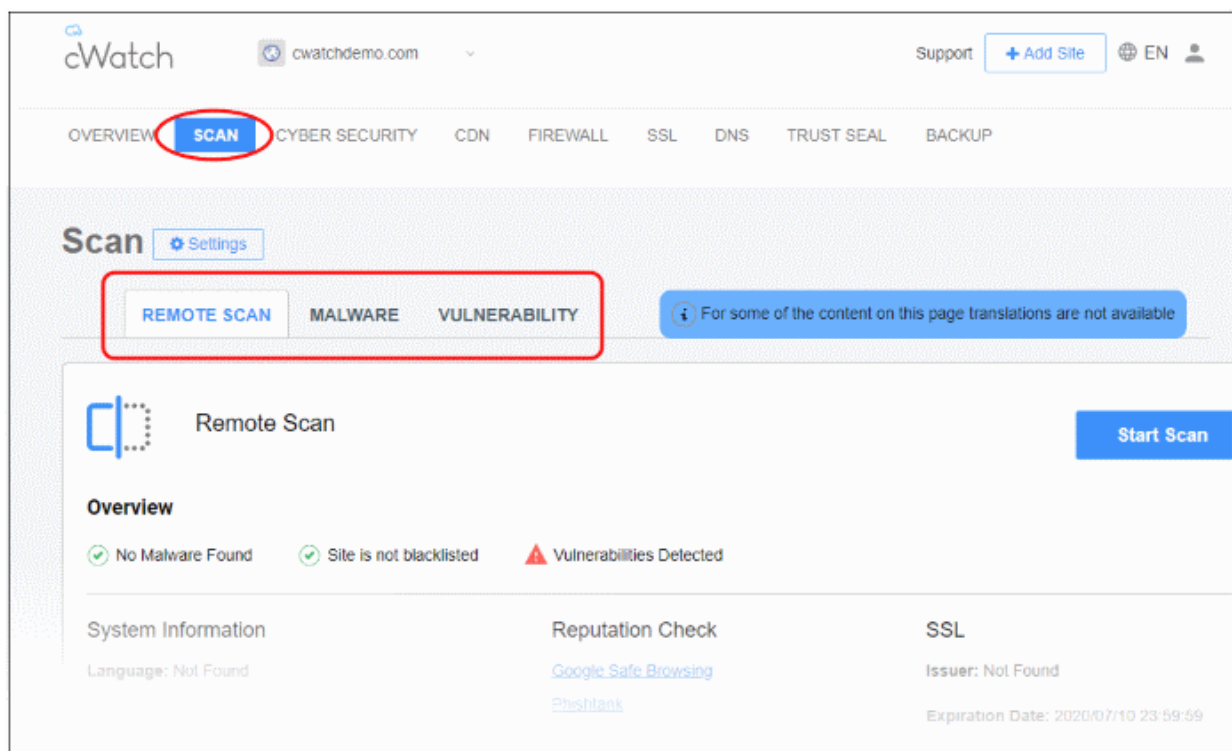 cWatch
cwatchdemo.com
Support
+ Add Site
EN
OVERVIEW SCAN CYBER SECURITY CDN FIREWALL SSL DNS TRUST SEAL BACKUP
Scan Settings
REMOTE SCAN MALWARE VULNERABILITY
For some of the content on this page translations are not available
Remote Scan
Start Scan
Overview
No Malware Found Site is not blacklisted Vulnerabilities Detected
System Information Reputation Check SSL
Language: Not Found Google Safe Browsing Issuer: Not Found
Phishtank
Expiration Date: 2020/07/10 23:59:59